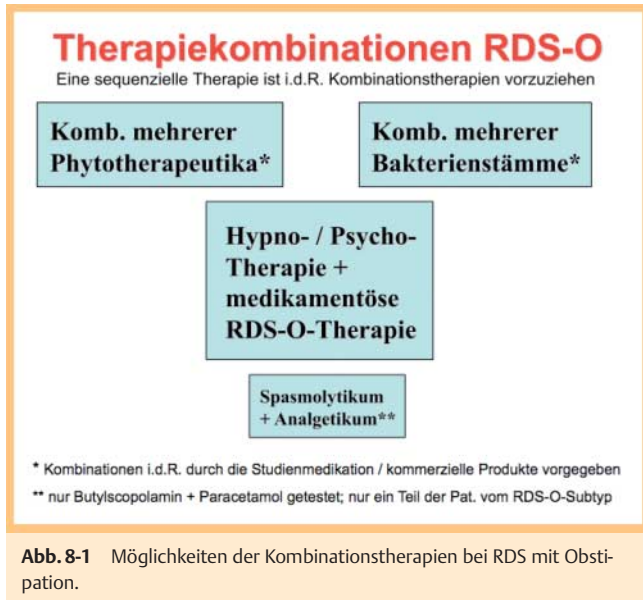 Therapiekombinationen RDS-O
Eine sequenzielle Therapie ist i.d.R. Kombinationstherapien vorzuziehen
Komb. mehrerer
Phytotherapeutika*
Komb. mehrerer
Bakterienstämme*
Hypno- / Psycho-
Therapie +
medikamentöse
RDS-O-Therapie
Spasmolytikum
+ Analgetikum**
* Kombinationen i.d.R. durch die Studienmedikation / kommerzielle Produkte vorgegeben
** nur Butylscopolamin + Paracetamol getestet; nur ein Teil der Pat. vom RDS-O-Subtyp
Abb. 8-1 Möglichkeiten der Kombinationstherapien bei RDS mit Obsti-
pation.